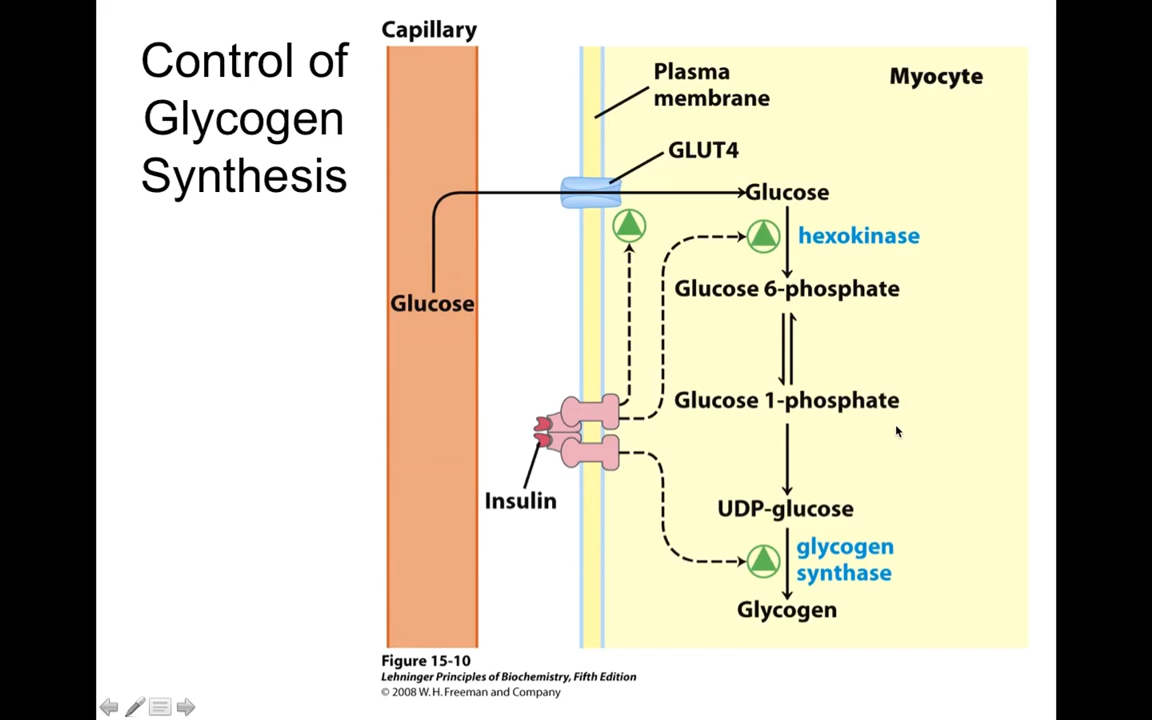 Control of
Glycogen
Synthesis
Capillary
Plasma
membrane
Myocyte
GLUT4
Glucose
hexokinase
Glucose 6-phosphate
Glucose
Glucose 1-phosphate
Insulin
UDP-glucose
glycogen
synthase
Glycogen
Figure 15-10
Lehninger Principles of Biochemistry, Fifth Edition
© 2008 W. H. Freeman and Company